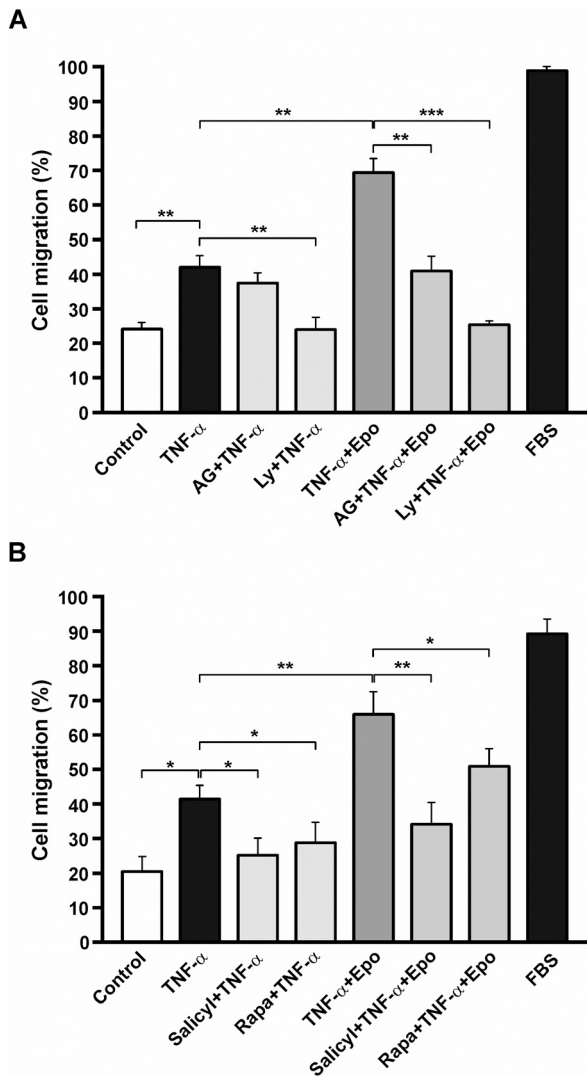 A
Cell migration (%)
100
90
80
70
60
50
40
30
20
10
0
**
**
**
**
***
Control
TNF-α
AG+TNF-α
Ly+TNF-α
TNF-α+Epo
AG+TNF-α+Epo
Ly+TNF-α+Epo
FBS
B
Cell migration (%)
100
90
80
70
60
50
40
30
20
10
0
*
*
*
**
**
*
Control
TNF-α
Salicyl+TNF-α
Rapa+TNF-α
TNF-α+Epo
Salicyl+TNF-α+Epo
Rapa+TNF-α+Epo
FBS